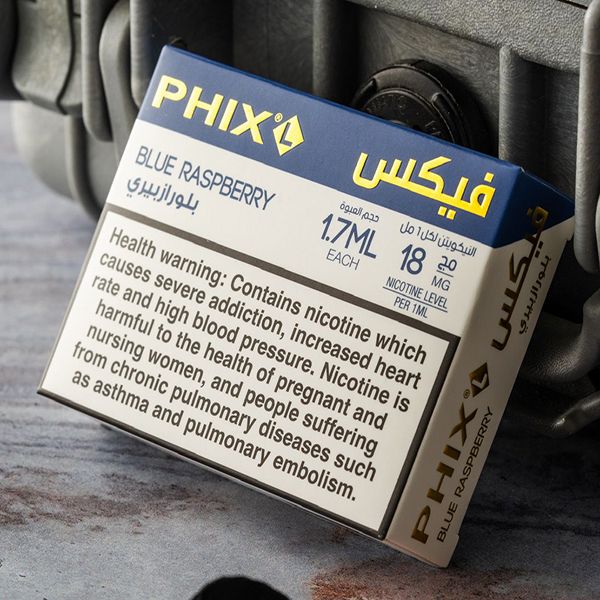 PHIX® L
فيكس
BLUE RASPBERRY
بلورازبيري
حجم العبوة
1.7ML
EACH
النيكوتين لكل 1 مل
18 مج
MG
NICOTINE LEVEL
PER 1ML
Health warning: Contains nicotine which
causes severe addiction, increased heart
rate and high blood pressure. Nicotine is
harmful to the health of pregnant and
nursing women, and people suffering
from chronic pulmonary diseases such
as asthma and pulmonary embolism.
PHIX® L
BLUE RASPBERRY
فيكس
بلورازبيري